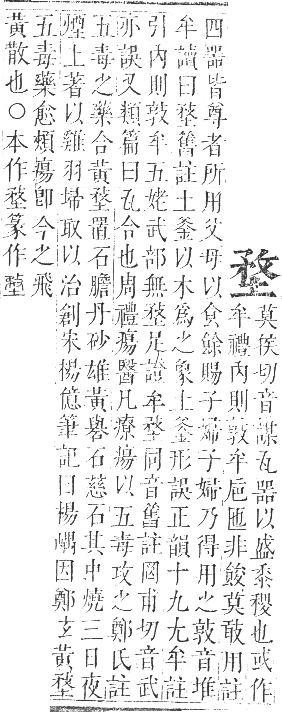 堥
莫侯切音謀瓦器以盛黍稷也或作
牟禮內則敦牟卮匜非餕莫敢用註
四器皆尊者所用父母以食餘賜子婦子婦乃得用之敦音堆
牟讀曰堥舊註土釜以木爲之象土釜形誤正韻十九尤牟註
引內則敦牟五姥武部無堥足證牟堥同音舊註罔甫切音武
亦誤又類篇曰瓦合也周禮瘍醫凡療瘍以五毒攻之鄭氏註
五毒之藥合黃堥置石膽丹砂雄黃礜石慈石其中燒三日夜
煙上著以雞羽埽取以治創宋楊億筆記曰楊嵎因鄭玄黃堥
五毒藥愈頰瘍卽今之飛
黃散也○本作堥篆作